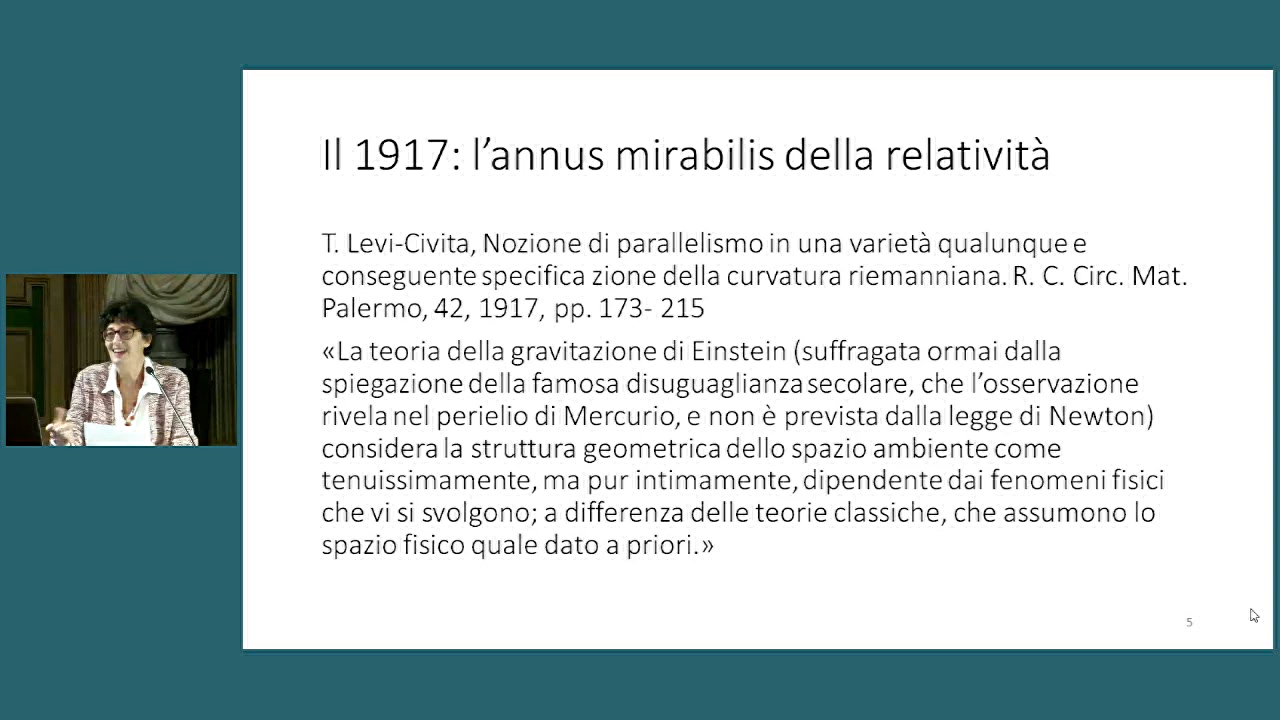 Il 1917: l’annus mirabilis della relatività
T. Levi-Civita, Nozione di parallelismo in una varietà qualunque e
conseguente specifica zione della curvatura riemanniana. R. C. Circ. Mat.
Palermo, 42, 1917, pp. 173- 215
«La teoria della gravitazione di Einstein (suffragata ormai dalla
spiegazione della famosa disuguaglianza secolare, che l’osservazione
rivela nel perielio di Mercurio, e non è prevista dalla legge di Newton)
considera la struttura geometrica dello spazio ambiente come
tenuissimamente, ma pur intimamente, dipendente dai fenomeni fisici
che vi si svolgono; a differenza delle teorie classiche, che assumono lo
spazio fisico quale dato a priori.»
5